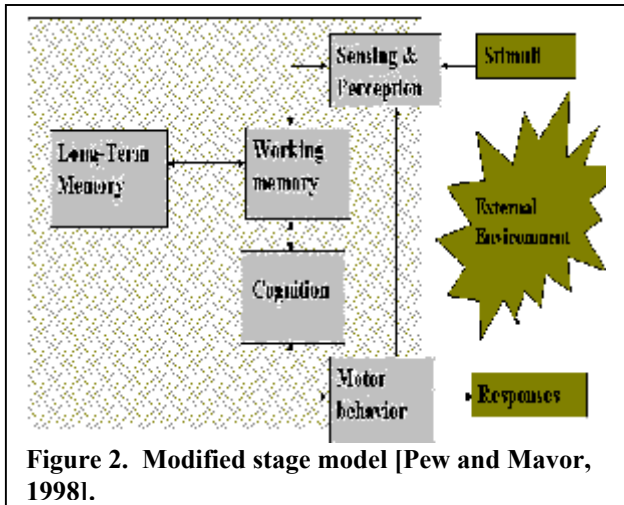 Sensing &
Perception
Stimuli
Long-Term
Memory
Working
memory
External
Environment
Cognition
Motor
behavior
Responses
Figure 2. Modified stage model [Pew and Mavor,
1998].